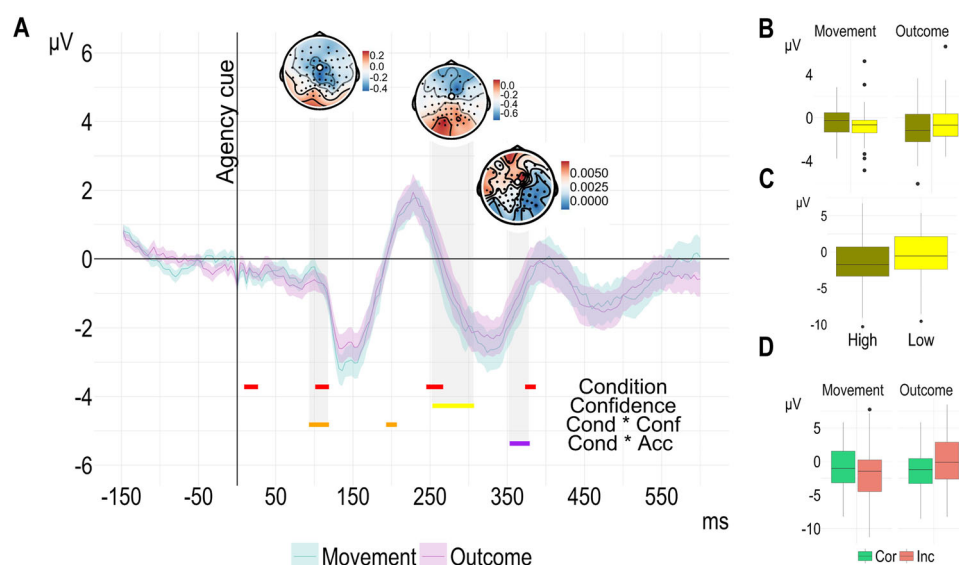 A
µV
6
4
2
0
-2
-4
-6
Agency cue
0.2
0.0
-0.2
-0.4
0.0
-0.2
-0.4
-0.6
0.0050
0.0025
0.0000
Condition
Confidence
Cond * Conf
Cond * Acc
-150 -50 50 150 250 350 450 550
ms
Movement Outcome
B
Movement Outcome
µV
4
0
-4
C
µV
5
0
-5
-10
High Low
D
Movement Outcome
µV
5
0
-5
-10
Cor Inc